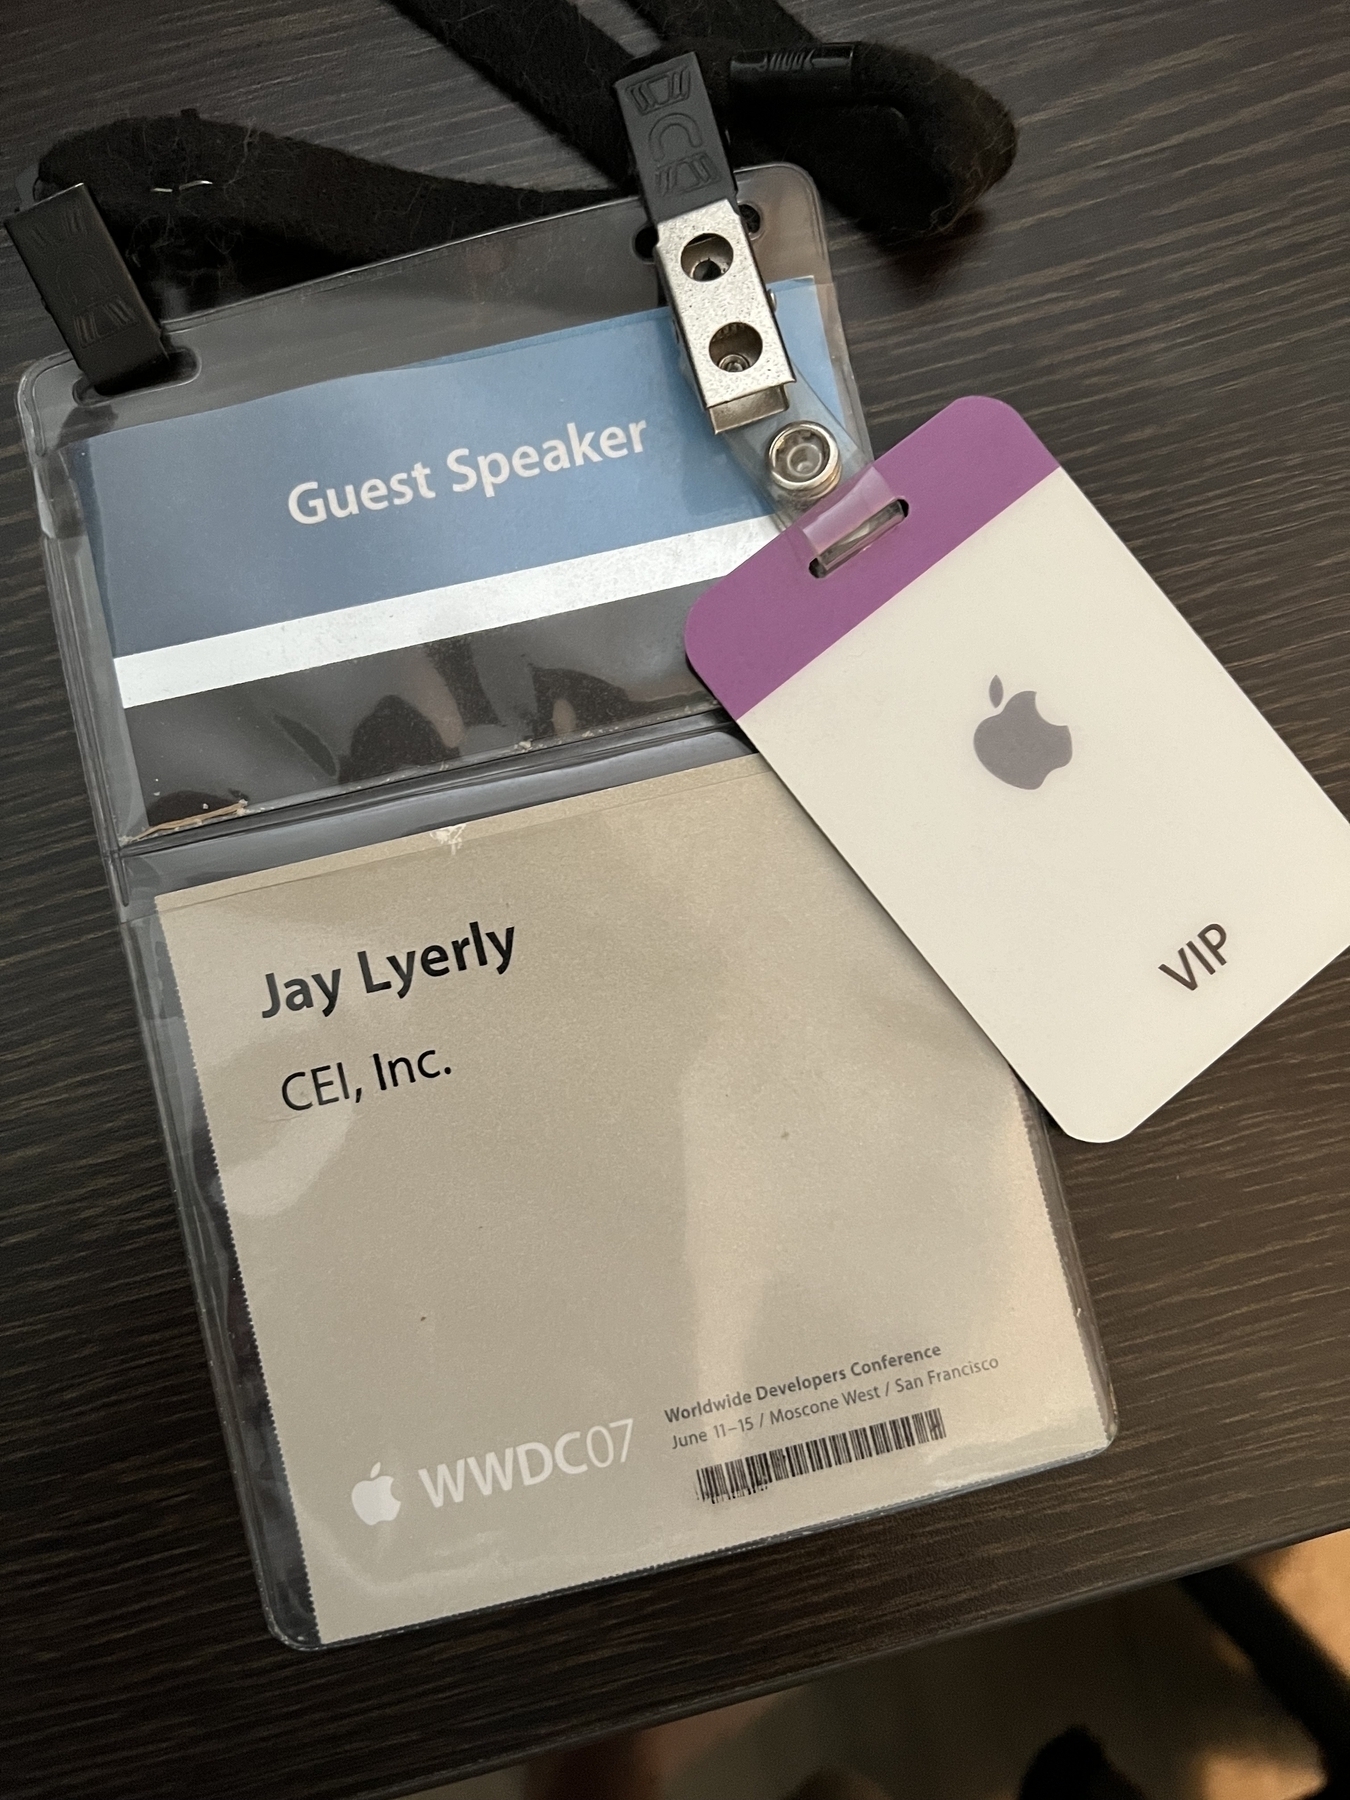 Guest Speaker
VIP
Jay Lyerly
CEI, Inc.
WWDC07
Worldwide Developers Conference
June 11–15 / Moscone West / San Francisco